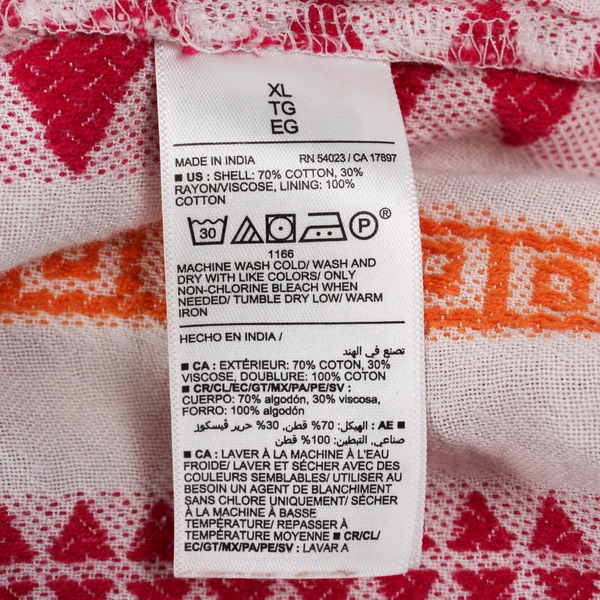 XL
TG
EG
MADE IN INDIA RN 54023 / CA 17897
■ US : SHELL: 70% COTTON, 30%
RAYON/VISCOSE, LINING: 100%
COTTON
30 P ®
1166
MACHINE WASH COLD/ WASH AND
DRY WITH LIKE COLORS/ ONLY
NON-CHLORINE BLEACH WHEN
NEEDED/ TUMBLE DRY LOW/ WARM
IRON
HECHO EN INDIA /
تصنع في الهند
■ CA : EXTÉRIEUR: 70% COTON, 30%
VISCOSE, DOUBLURE: 100% COTON
■ CR/CL/EC/GT/MX/PA/PE/SV :
CUERPO: 70% algodón, 30% viscosa,
FORRO: 100% algodón
■ AE : الهيكل: 70% قطن, 30% حرير ڤيسكوز
صناعي, التبطين: 100% قطن
■ CA : LAVER À LA MACHINE À L'EAU
FROIDE/ LAVER ET SÉCHER AVEC DES
COULEURS SEMBLABLES/ UTILISER AU
BESOIN UN AGENT DE BLANCHIMENT
SANS CHLORE UNIQUEMENT/ SÉCHER
À LA MACHINE À BASSE
TEMPÉRATURE/ REPASSER À
TEMPÉRATURE MOYENNE ■ CR/CL/
EC/GT/MX/PA/PE/SV : LAVAR A